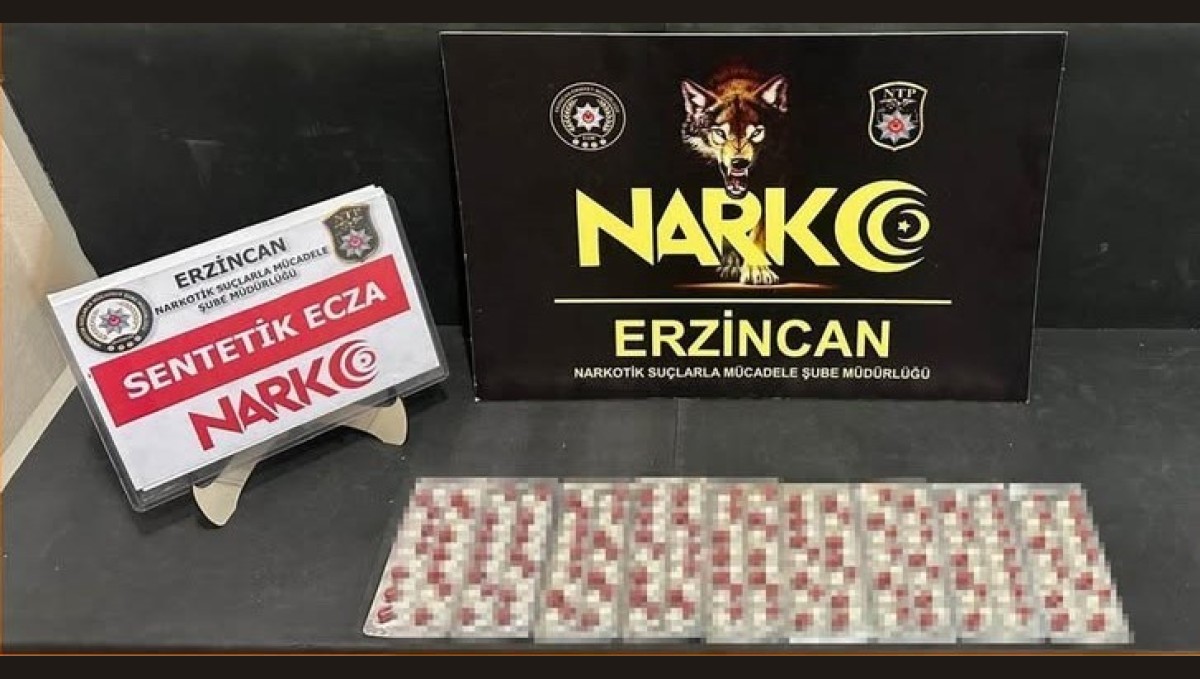 ERZİNCAN
NARKOTİK SUÇLARLA MÜCADELE
ŞUBE MÜDÜRLÜĞÜ
NTP
SENTETİK ECZA
NARKO
NTP
NARKO
ERZİNCAN
NARKOTİK SUÇLARLA MÜCADELE ŞUBE MÜDÜRLÜĞÜ